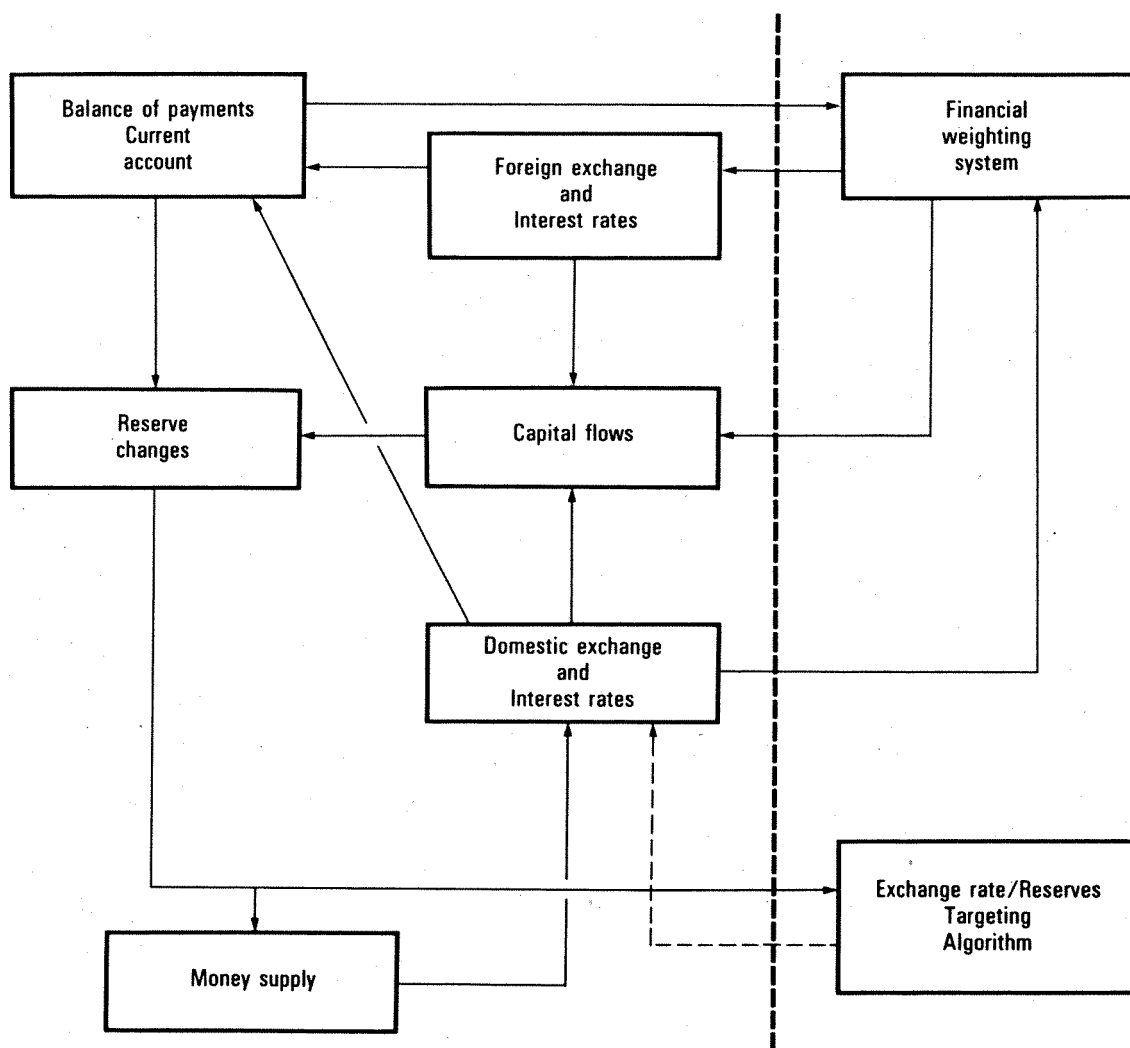 Balance of payments
Current
account
Financial
weighting
system
Foreign exchange
and
Interest rates
Reserve
changes
Capital flows
Domestic exchange
and
Interest rates
Exchange rate/Reserves
Targeting
Algorithm
Money supply